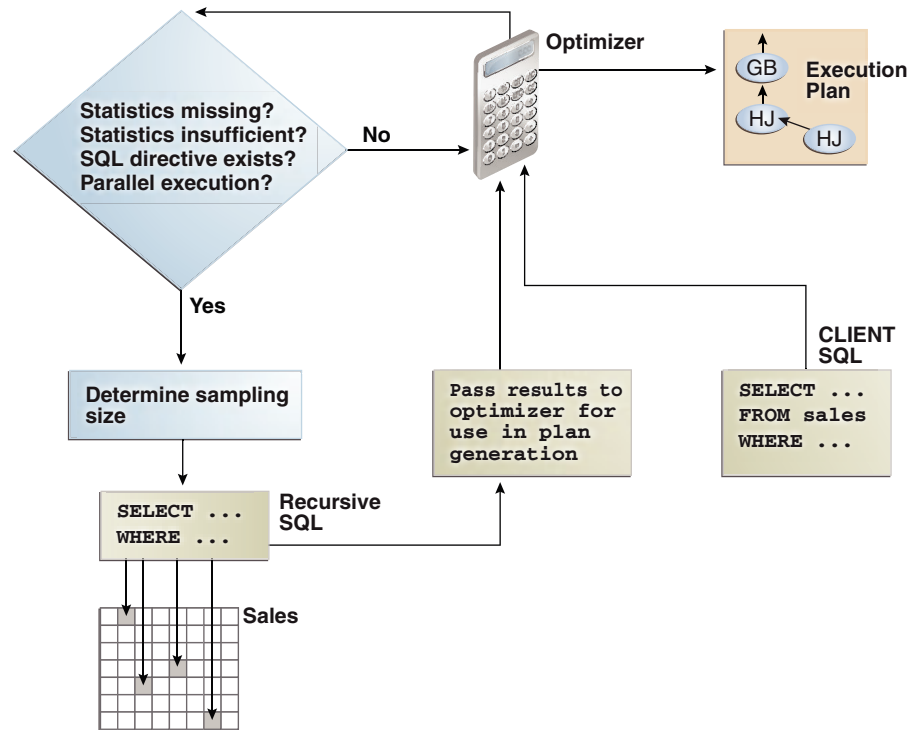 Optimizer
GB
HJ
HJ
Execution
Plan
Statistics missing?
Statistics insufficient?
SQL directive exists?
Parallel execution?
No
Yes
CLIENT
SQL
Determine sampling
size
Pass results to
optimizer for
use in plan
generation
SELECT ...
FROM sales
WHERE ...
SELECT ...
WHERE ...
Recursive
SQL
Sales